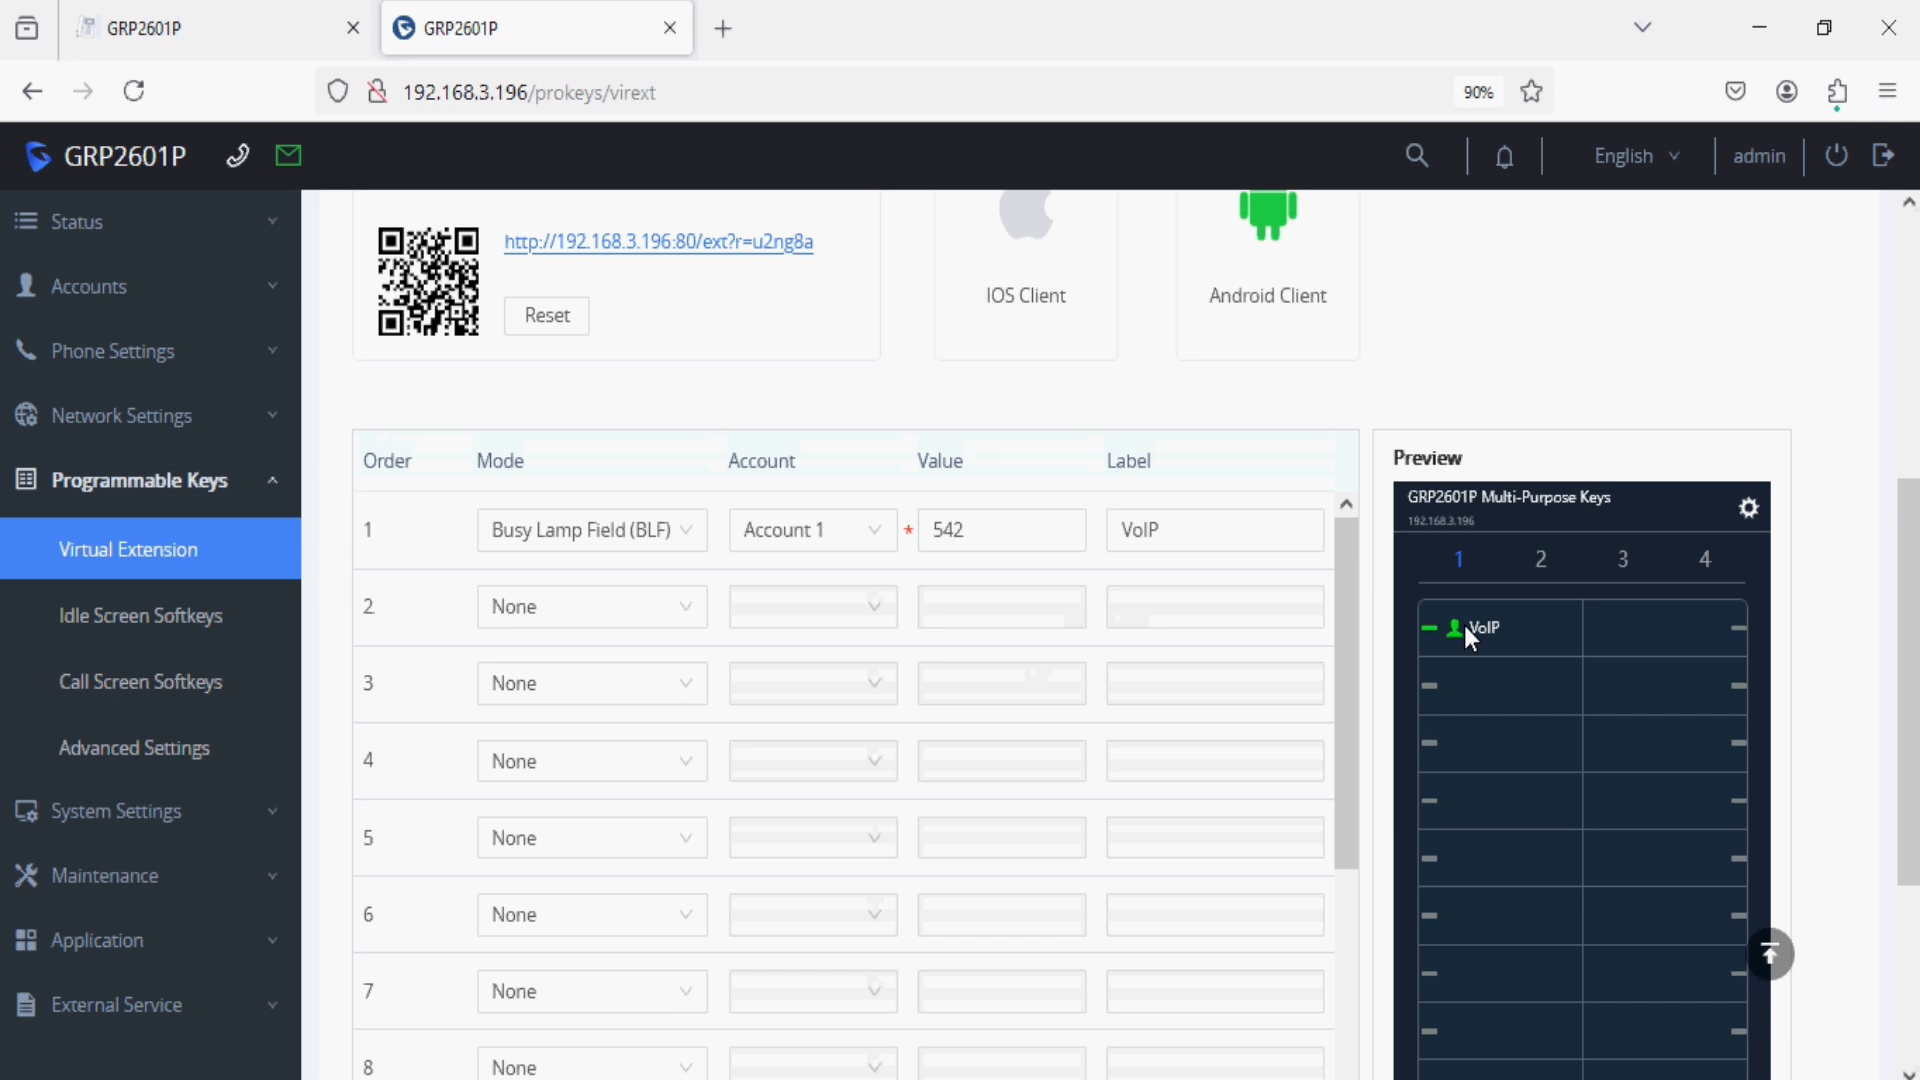 GRP2601P
GRP2601P
192.168.3.196/prokeys/virext
90%
GRP2601P
English
admin
Status
Accounts
Phone Settings
Network Settings
Programmable Keys
Virtual Extension
Idle Screen Softkeys
Call Screen Softkeys
Advanced Settings
System Settings
Maintenance
Application
External Service
http://192.168.3.196:80/ext?r=u2ng8a
Reset
IOS Client
Android Client
Order Mode Account Value Label
1 Busy Lamp Field (BLF) Account 1 * 542 VoIP
2 None
3 None
4 None
5 None
6 None
7 None
8 None
Preview
GRP2601P Multi-Purpose Keys
192.168.3.196
1 2 3 4
VoIP